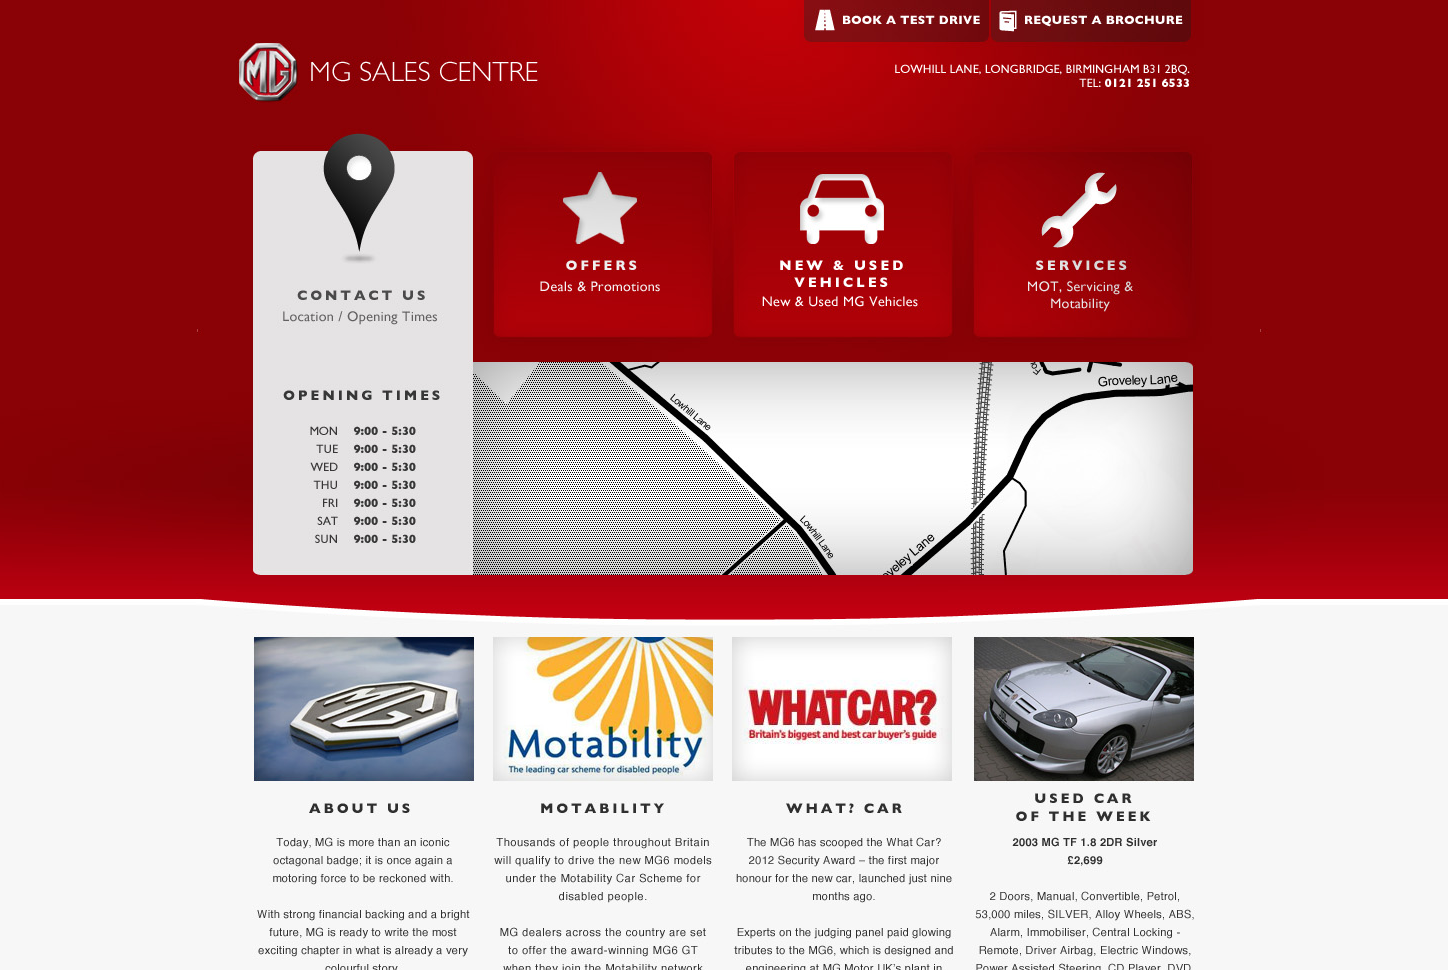 BOOK A TEST DRIVE
REQUEST A BROCHURE
MG
MG SALES CENTRE
LOWHILL LANE, LONGBRIDGE, BIRMINGHAM B31 2BQ.
TEL: 0121 251 6533
CONTACT US
Location / Opening Times
OFFERS
Deals & Promotions
NEW & USED
VEHICLES
New & Used MG Vehicles
SERVICES
MOT, Servicing &
Motability
OPENING TIMES
MON 9:00 - 5:30
TUE 9:00 - 5:30
WED 9:00 - 5:30
THU 9:00 - 5:30
FRI 9:00 - 5:30
SAT 9:00 - 5:30
SUN 9:00 - 5:30
Lowhill Lane
Lowhill Lane
Groveley Lane
veley Lane
MG
Motability
The leading car scheme for disabled people
WHATCAR?
Britain's biggest and best car buyer's guide
ABOUT US
Today, MG is more than an iconic
octagonal badge; it is once again a
motoring force to be reckoned with.
With strong financial backing and a bright
future, MG is ready to write the most
exciting chapter in what is already a very
colourful story.
MOTABILITY
Thousands of people throughout Britain
will qualify to drive the new MG6 models
under the Motability Car Scheme for
disabled people.
MG dealers across the country are set
to offer the award-winning MG6 GT
when they join the Motability network
WHAT? CAR
The MG6 has scooped the What Car?
2012 Security Award – the first major
honour for the new car, launched just nine
months ago.
Experts on the judging panel paid glowing
tributes to the MG6, which is designed and
engineering at MG Motor UK's plant in
USED CAR
OF THE WEEK
2003 MG TF 1.8 2DR Silver
£2,699
2 Doors, Manual, Convertible, Petrol,
53,000 miles, SILVER, Alloy Wheels, ABS,
Alarm, Immobiliser, Central Locking -
Remote, Driver Airbag, Electric Windows,
Power Assisted Steering, CD Player, DVD